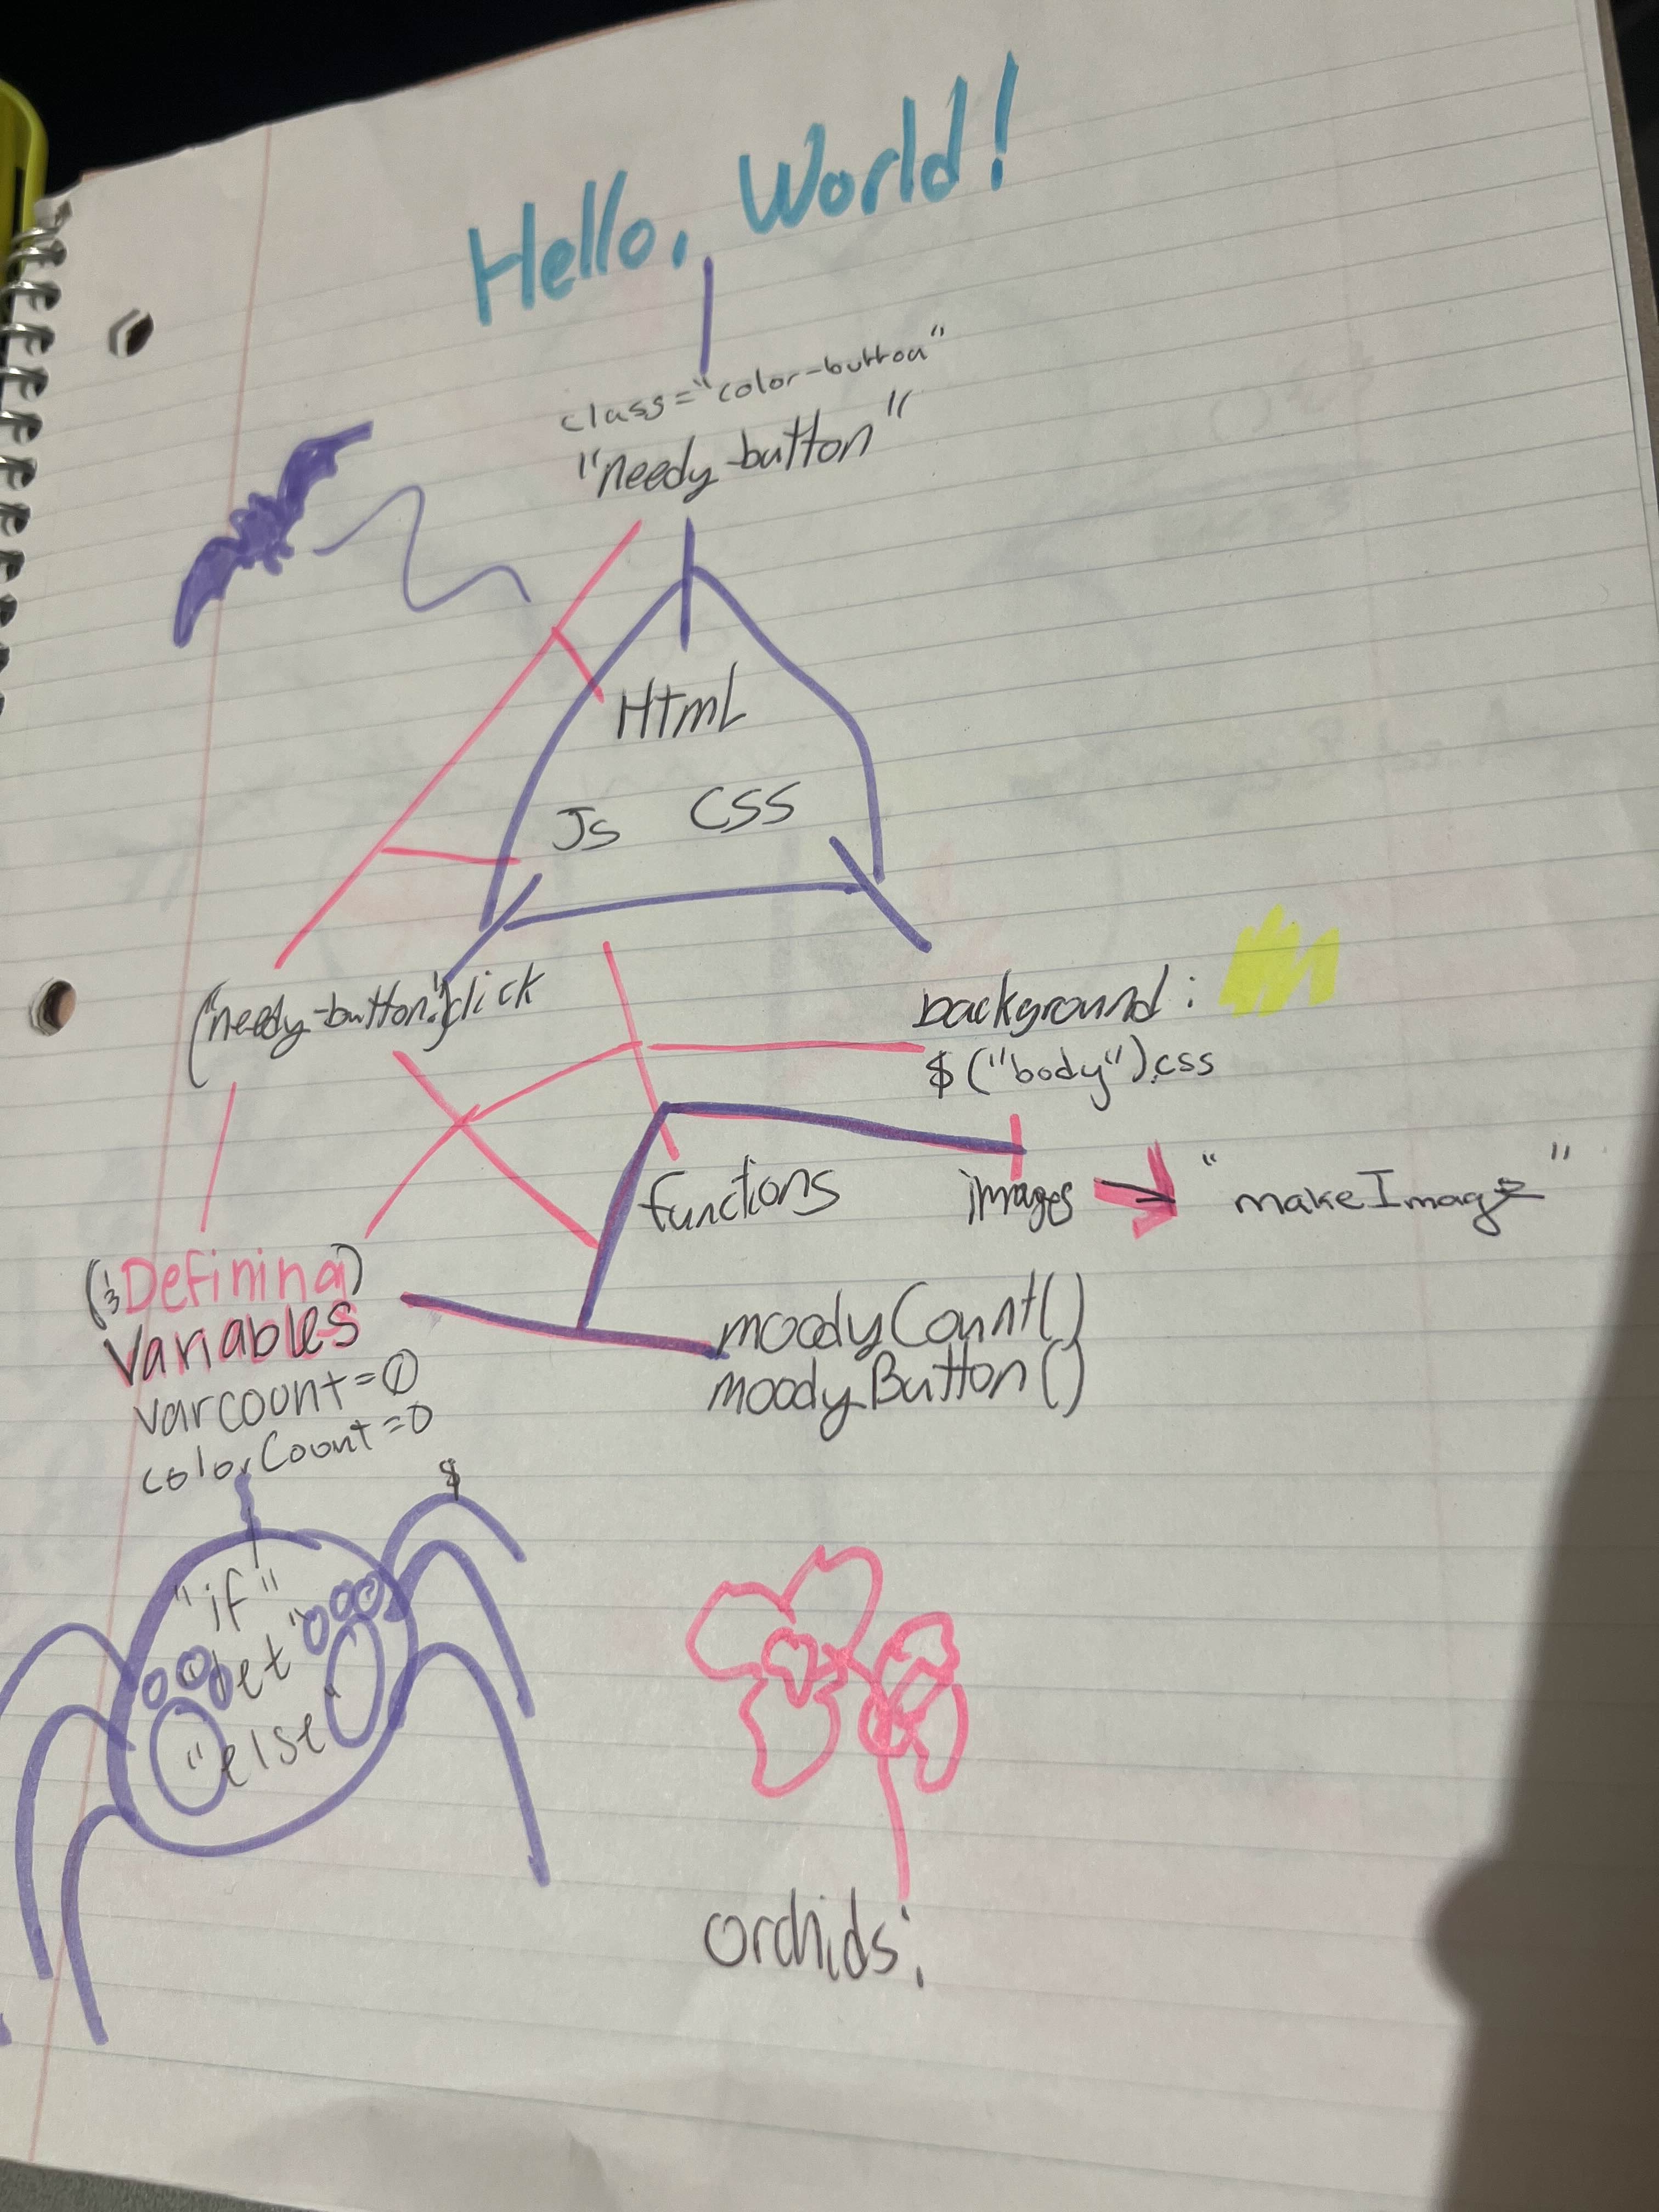 Hello, World!
class="color-button"
"needy-button"
HtmL
Js CSS
("needy-button").click
background:
$("body").css
functions
images
"makeImage"
Defining
Variables
varcount=0
colorCount=0
moodyCount()
moodyButton()
$
"if"
"else"
orchids;